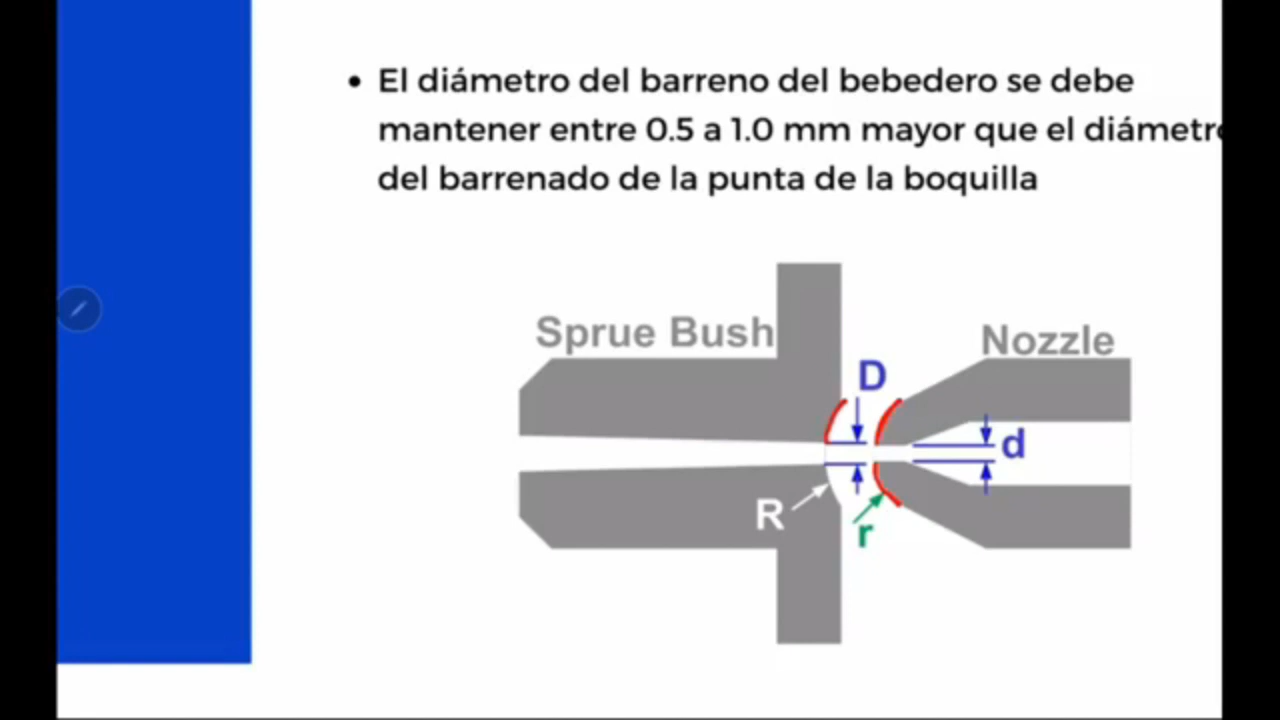 • El diámetro del barreno del bebedero se debe
mantener entre 0.5 a 1.0 mm mayor que el diámetro
del barrenado de la punta de la boquilla
Sprue Bush
Nozzle
D
d
R
r